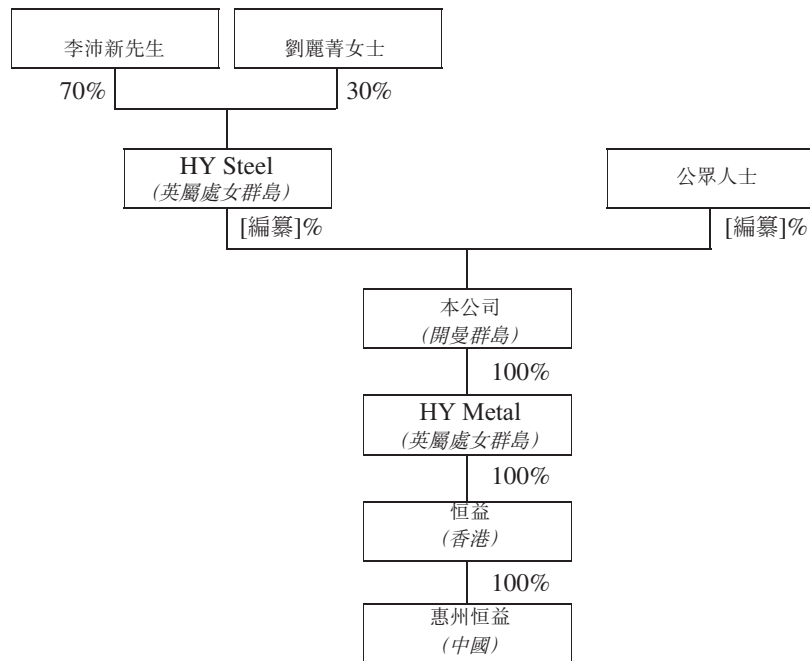 李沛新先生
劉麗菁女士
70%
30%
HY Steel
(英屬處女群島)
公眾人士
[編纂]%
[編纂]%
本公司
(開曼群島)
100%
HY Metal
(英屬處女群島)
100%
恒益
(香港)
100%
惠州恒益
(中國)